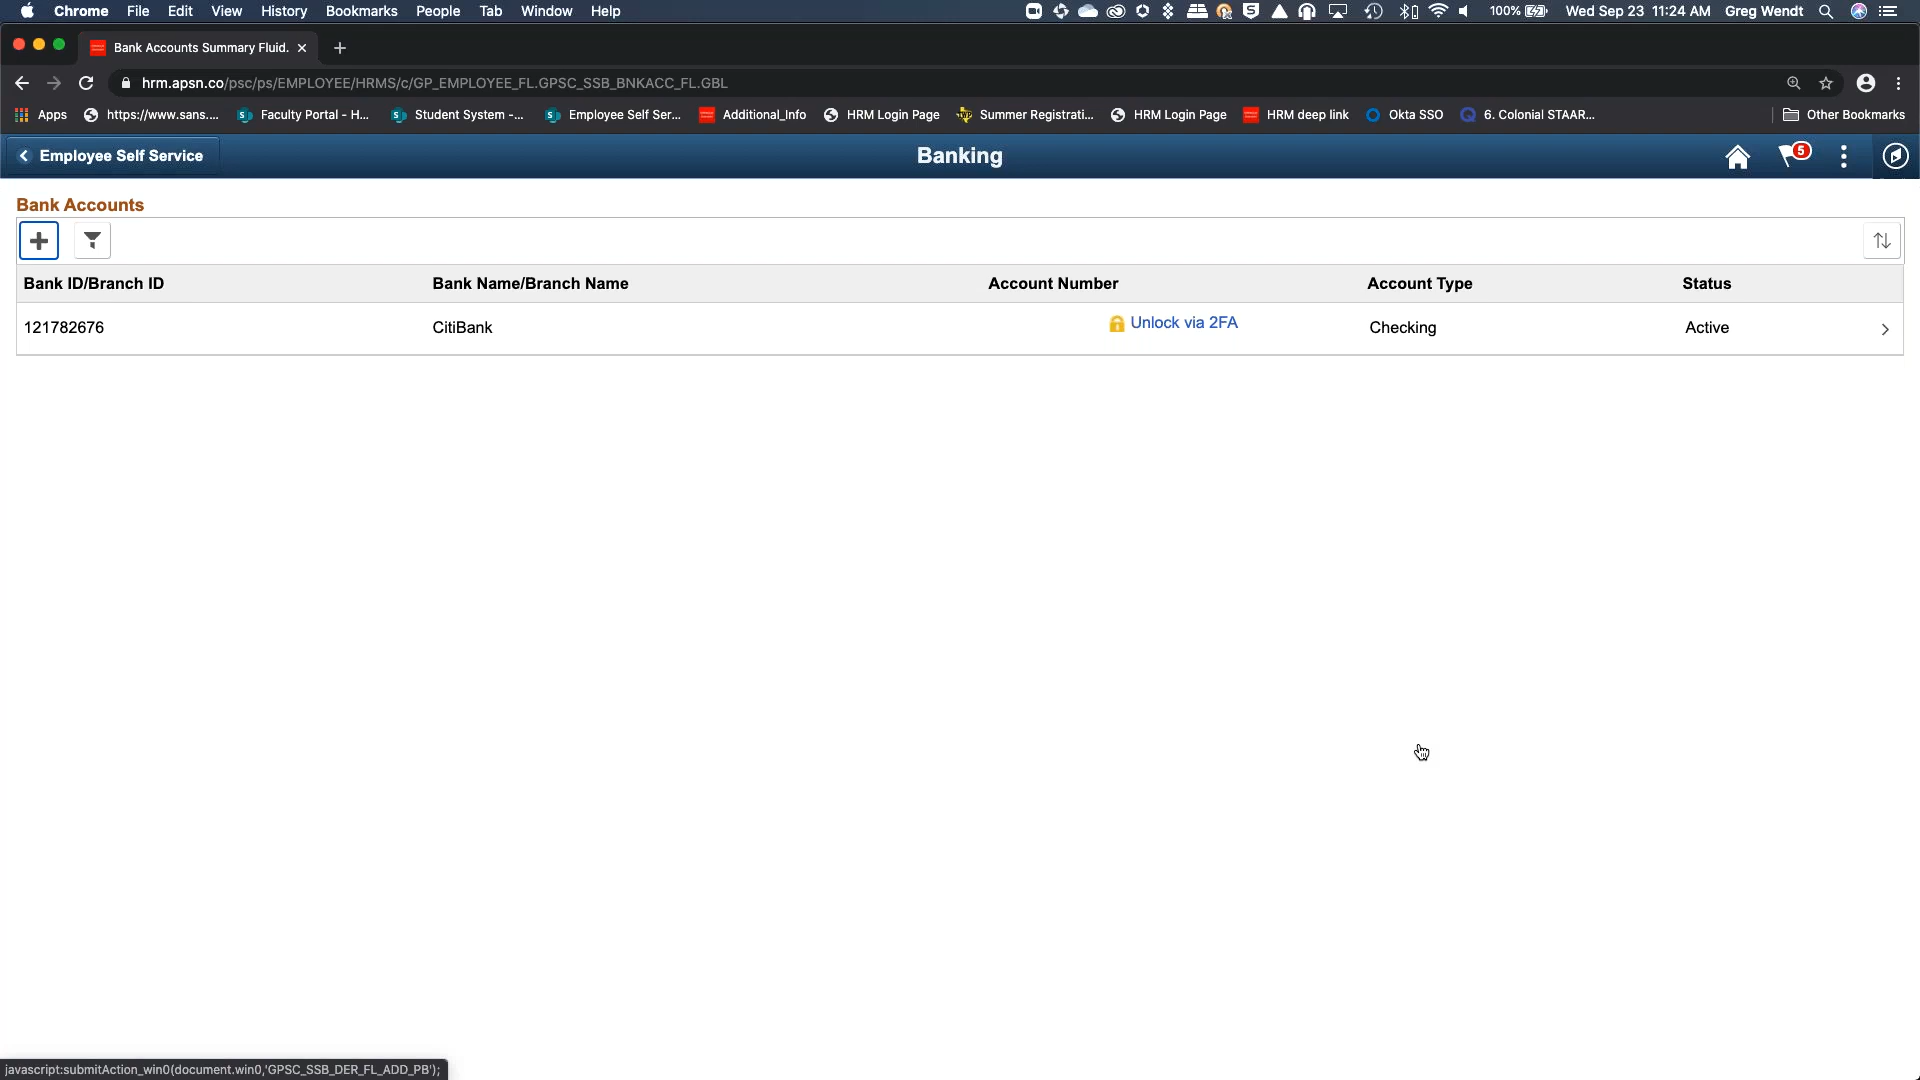 Chrome File Edit View History Bookmarks People Tab Window Help 100% Wed Sep 23 11:24 AM Greg Wendt
Bank Accounts Summary Fluid.
hrm.apsn.co/psc/ps/EMPLOYEE/HRMS/c/GP_EMPLOYEE_FL.GPSC_SSB_BNKACC_FL.GBL
Apps https://www.sans.... Faculty Portal - H... Student System -... Employee Self Ser... Additional_Info HRM Login Page Summer Registrati... HRM Login Page HRM deep link Okta SSO 6. Colonial STAAR... Other Bookmarks
Employee Self Service Banking 5
Bank Accounts
Bank ID/Branch ID Bank Name/Branch Name Account Number Account Type Status
121782676 CitiBank Unlock via 2FA Checking Active
javascript:submitAction_win0(document.win0,'GPSC_SSB_DER_FL_ADD_PB');